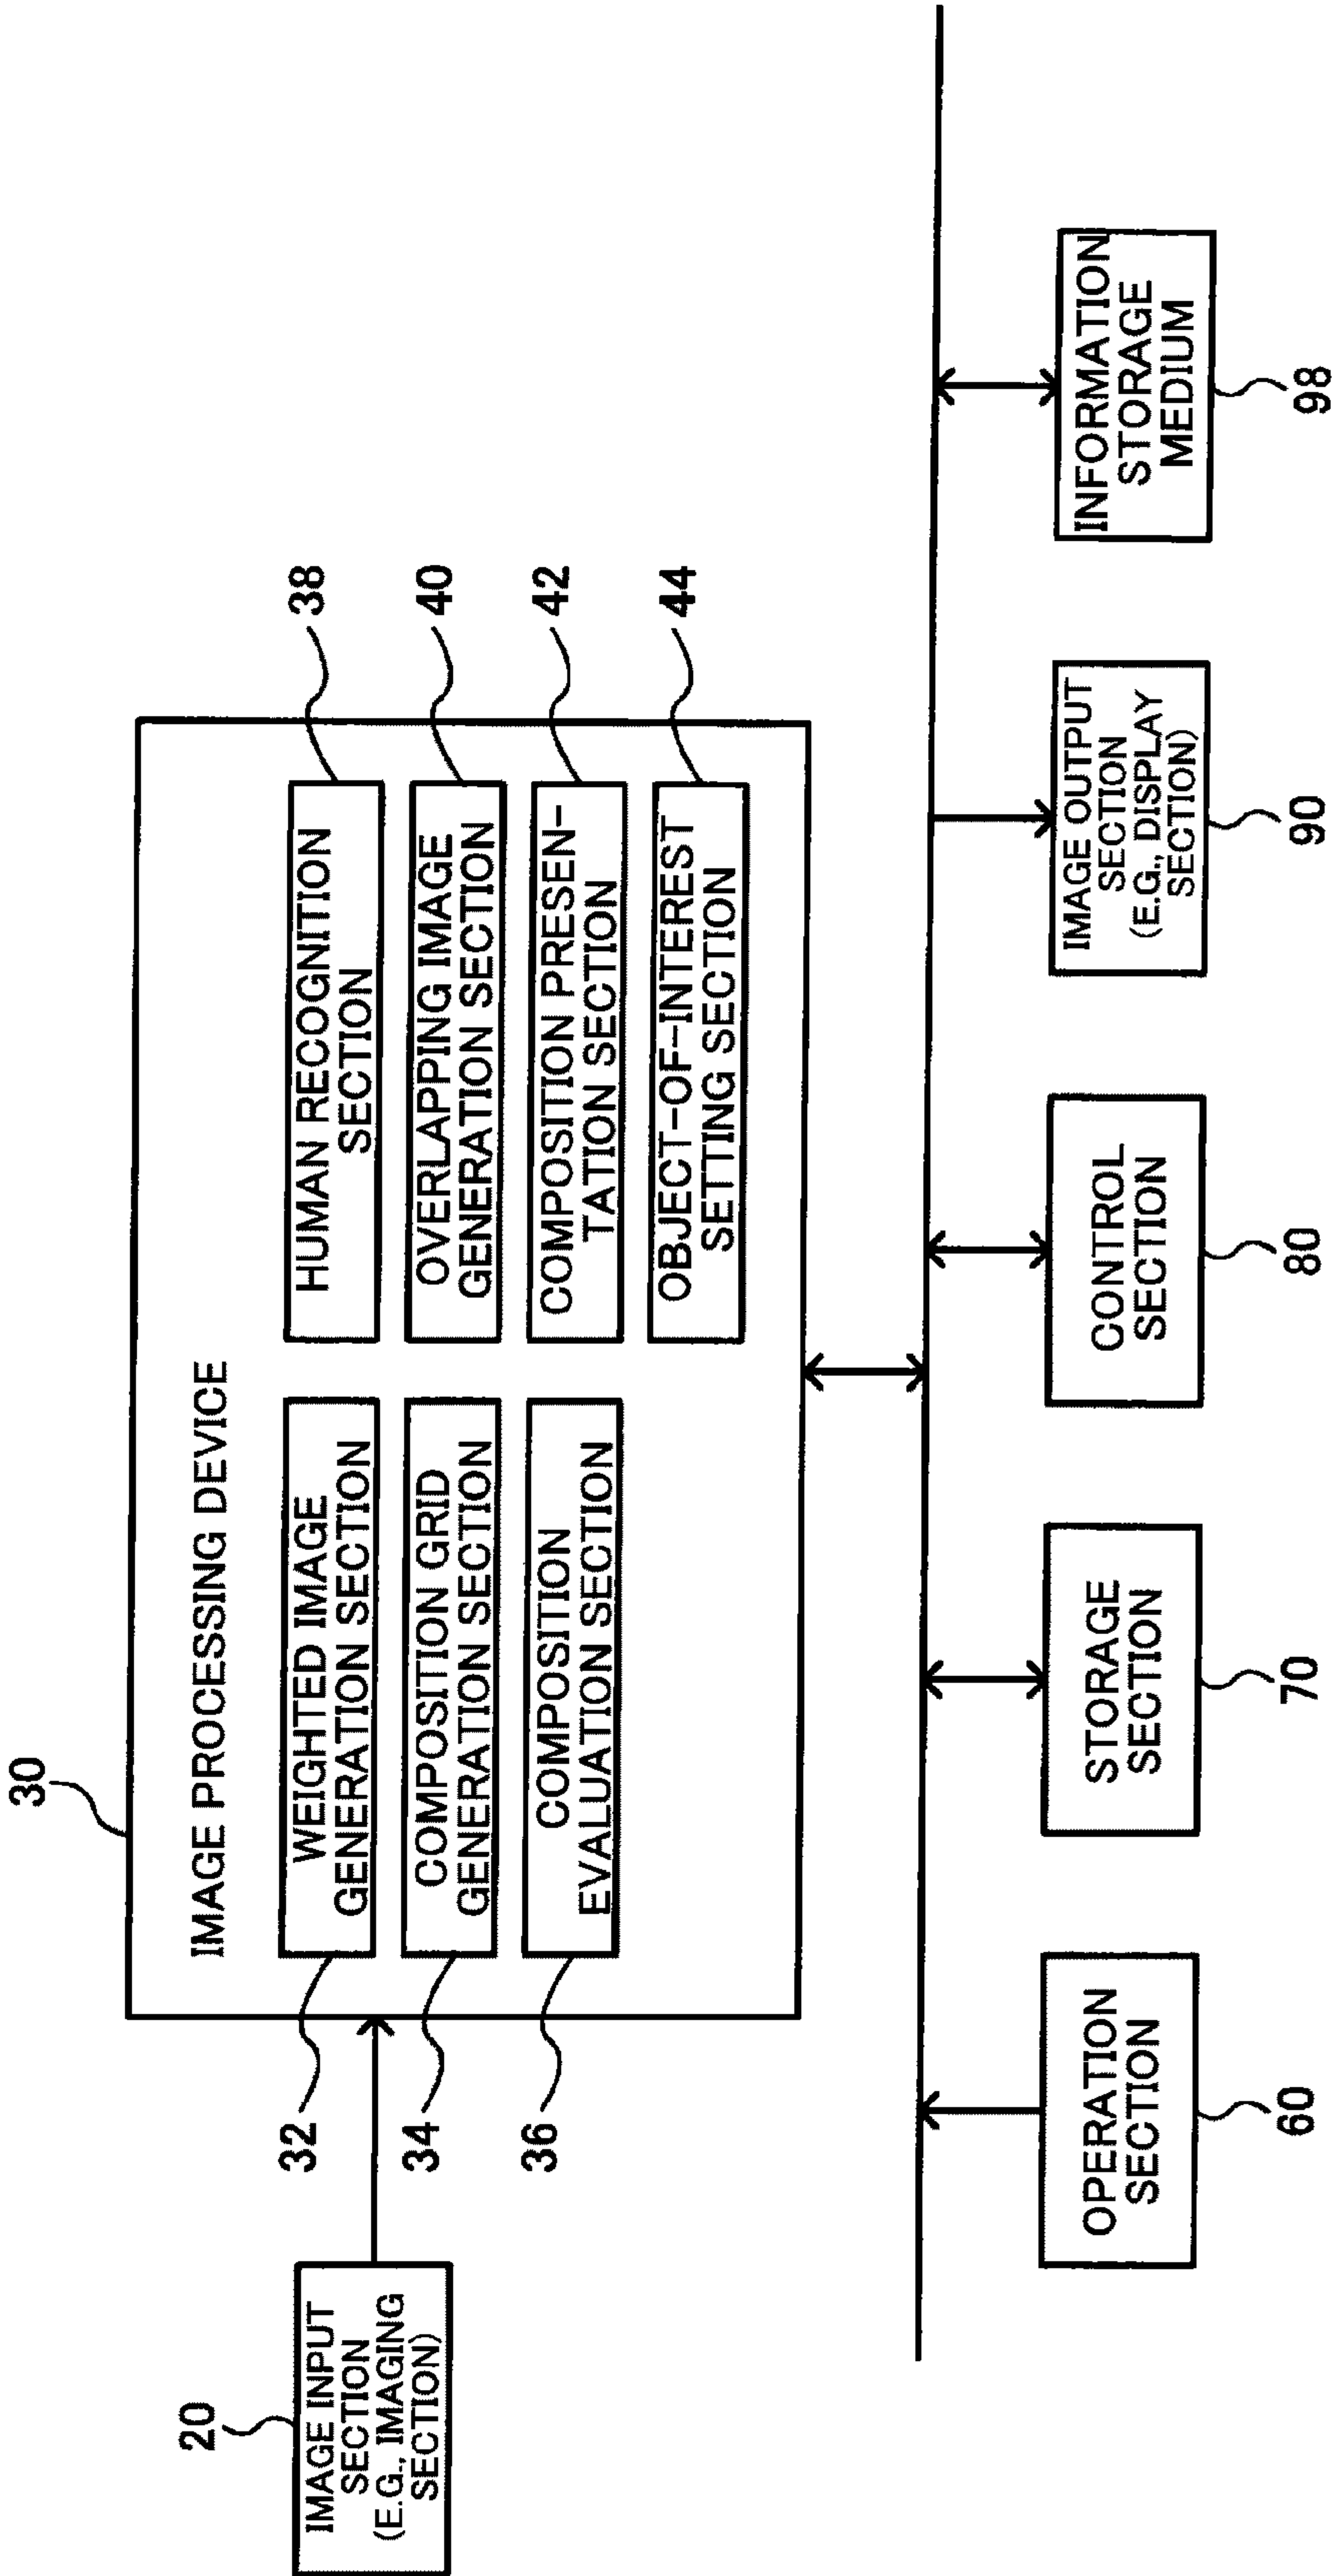 30
IMAGE PROCESSING DEVICE
20
IMAGE INPUT
SECTION
(E.G., IMAGING
SECTION)
32
WEIGHTED IMAGE
GENERATION SECTION
34
COMPOSITION GRID
GENERATION SECTION
36
COMPOSITION
EVALUATION SECTION
HUMAN RECOGNITION
SECTION
38
OVERLAPPING IMAGE
GENERATION SECTION
40
COMPOSITION PRESEN-
TATION SECTION
42
OBJECT-OF-INTEREST
SETTING SECTION
44
OPERATION
SECTION
60
STORAGE
SECTION
70
CONTROL
SECTION
80
IMAGE OUTPUT
SECTION
(E.G., DISPLAY
SECTION)
90
INFORMATION
STORAGE
MEDIUM
98